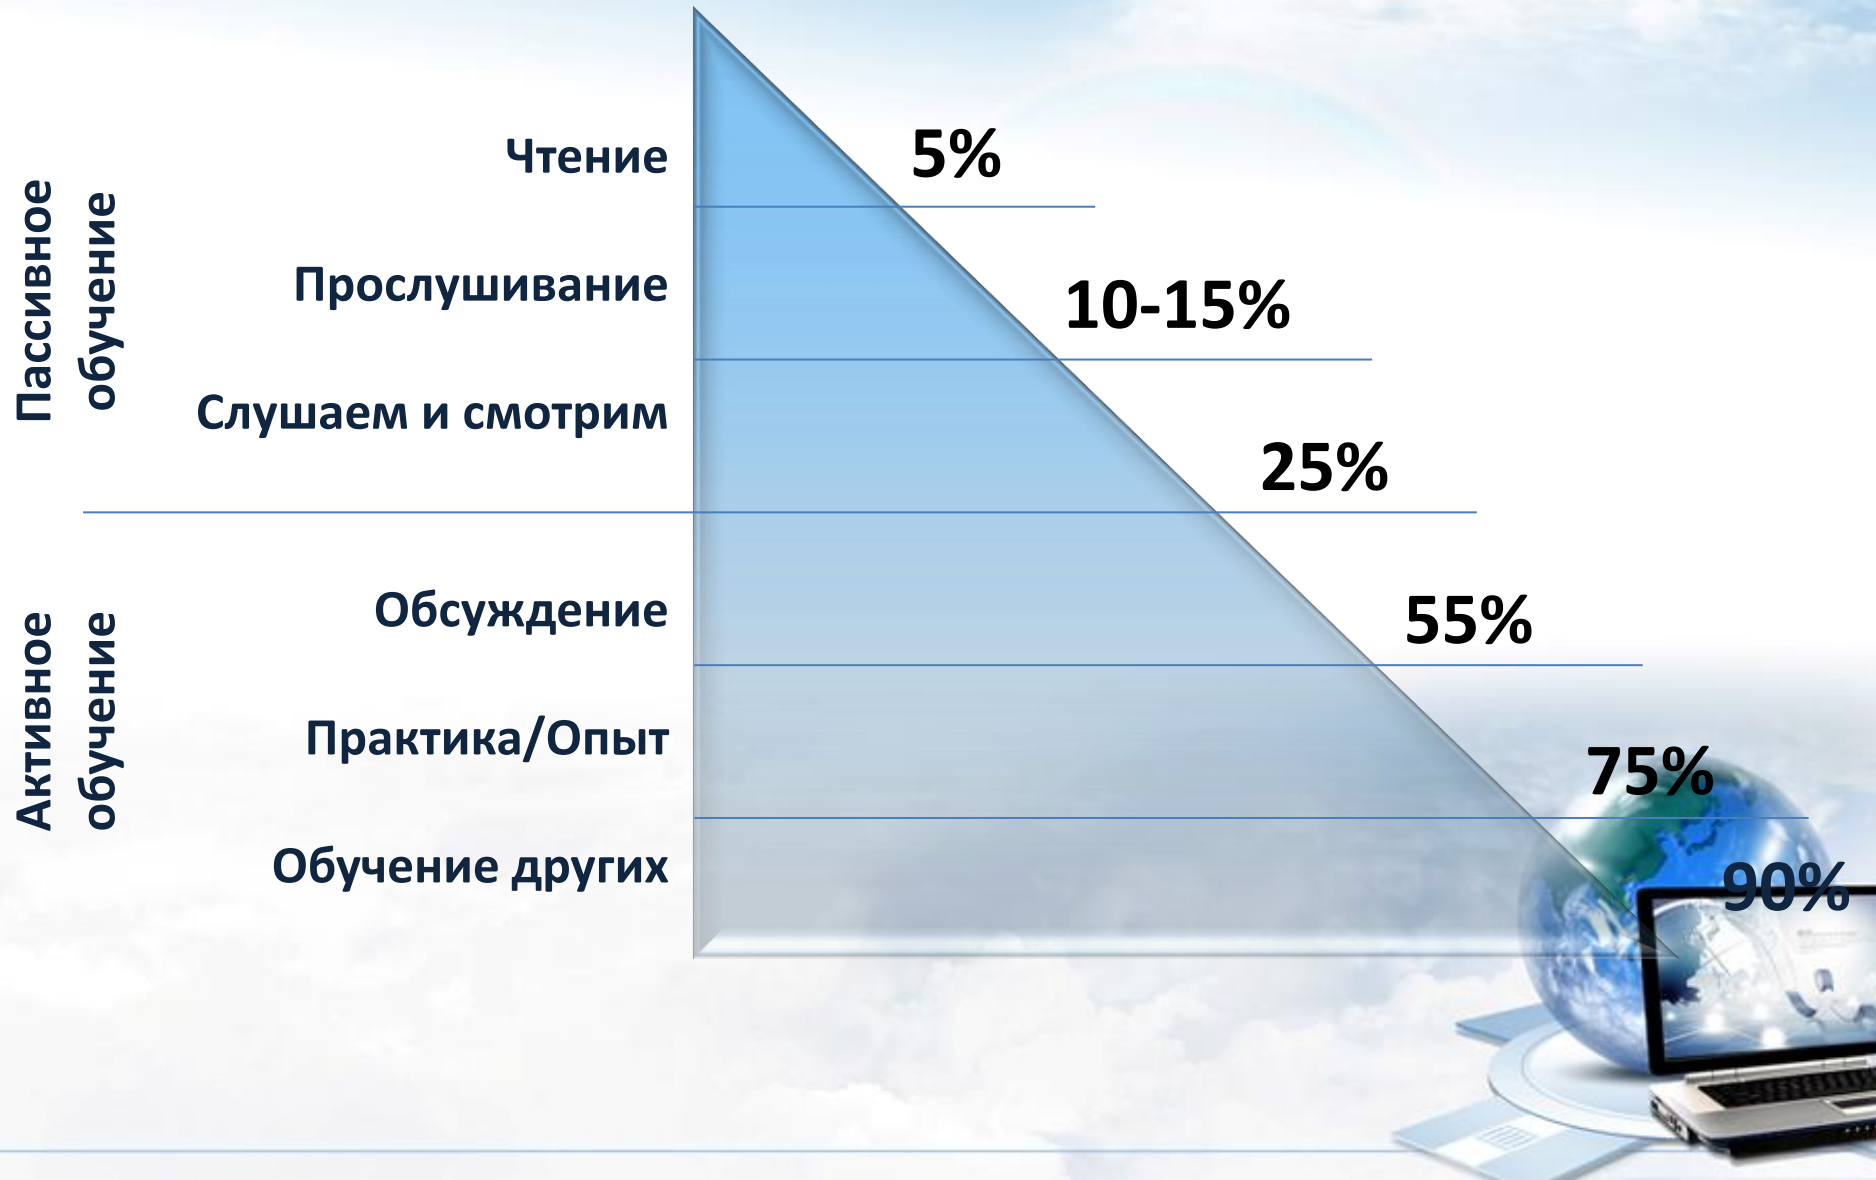 Пассивное
обучение
Чтение
5%
Прослушивание
10-15%
Слушаем и смотрим
25%
Активное
обучение
Обсуждение
55%
Практика/Опыт
75%
Обучение других
90%